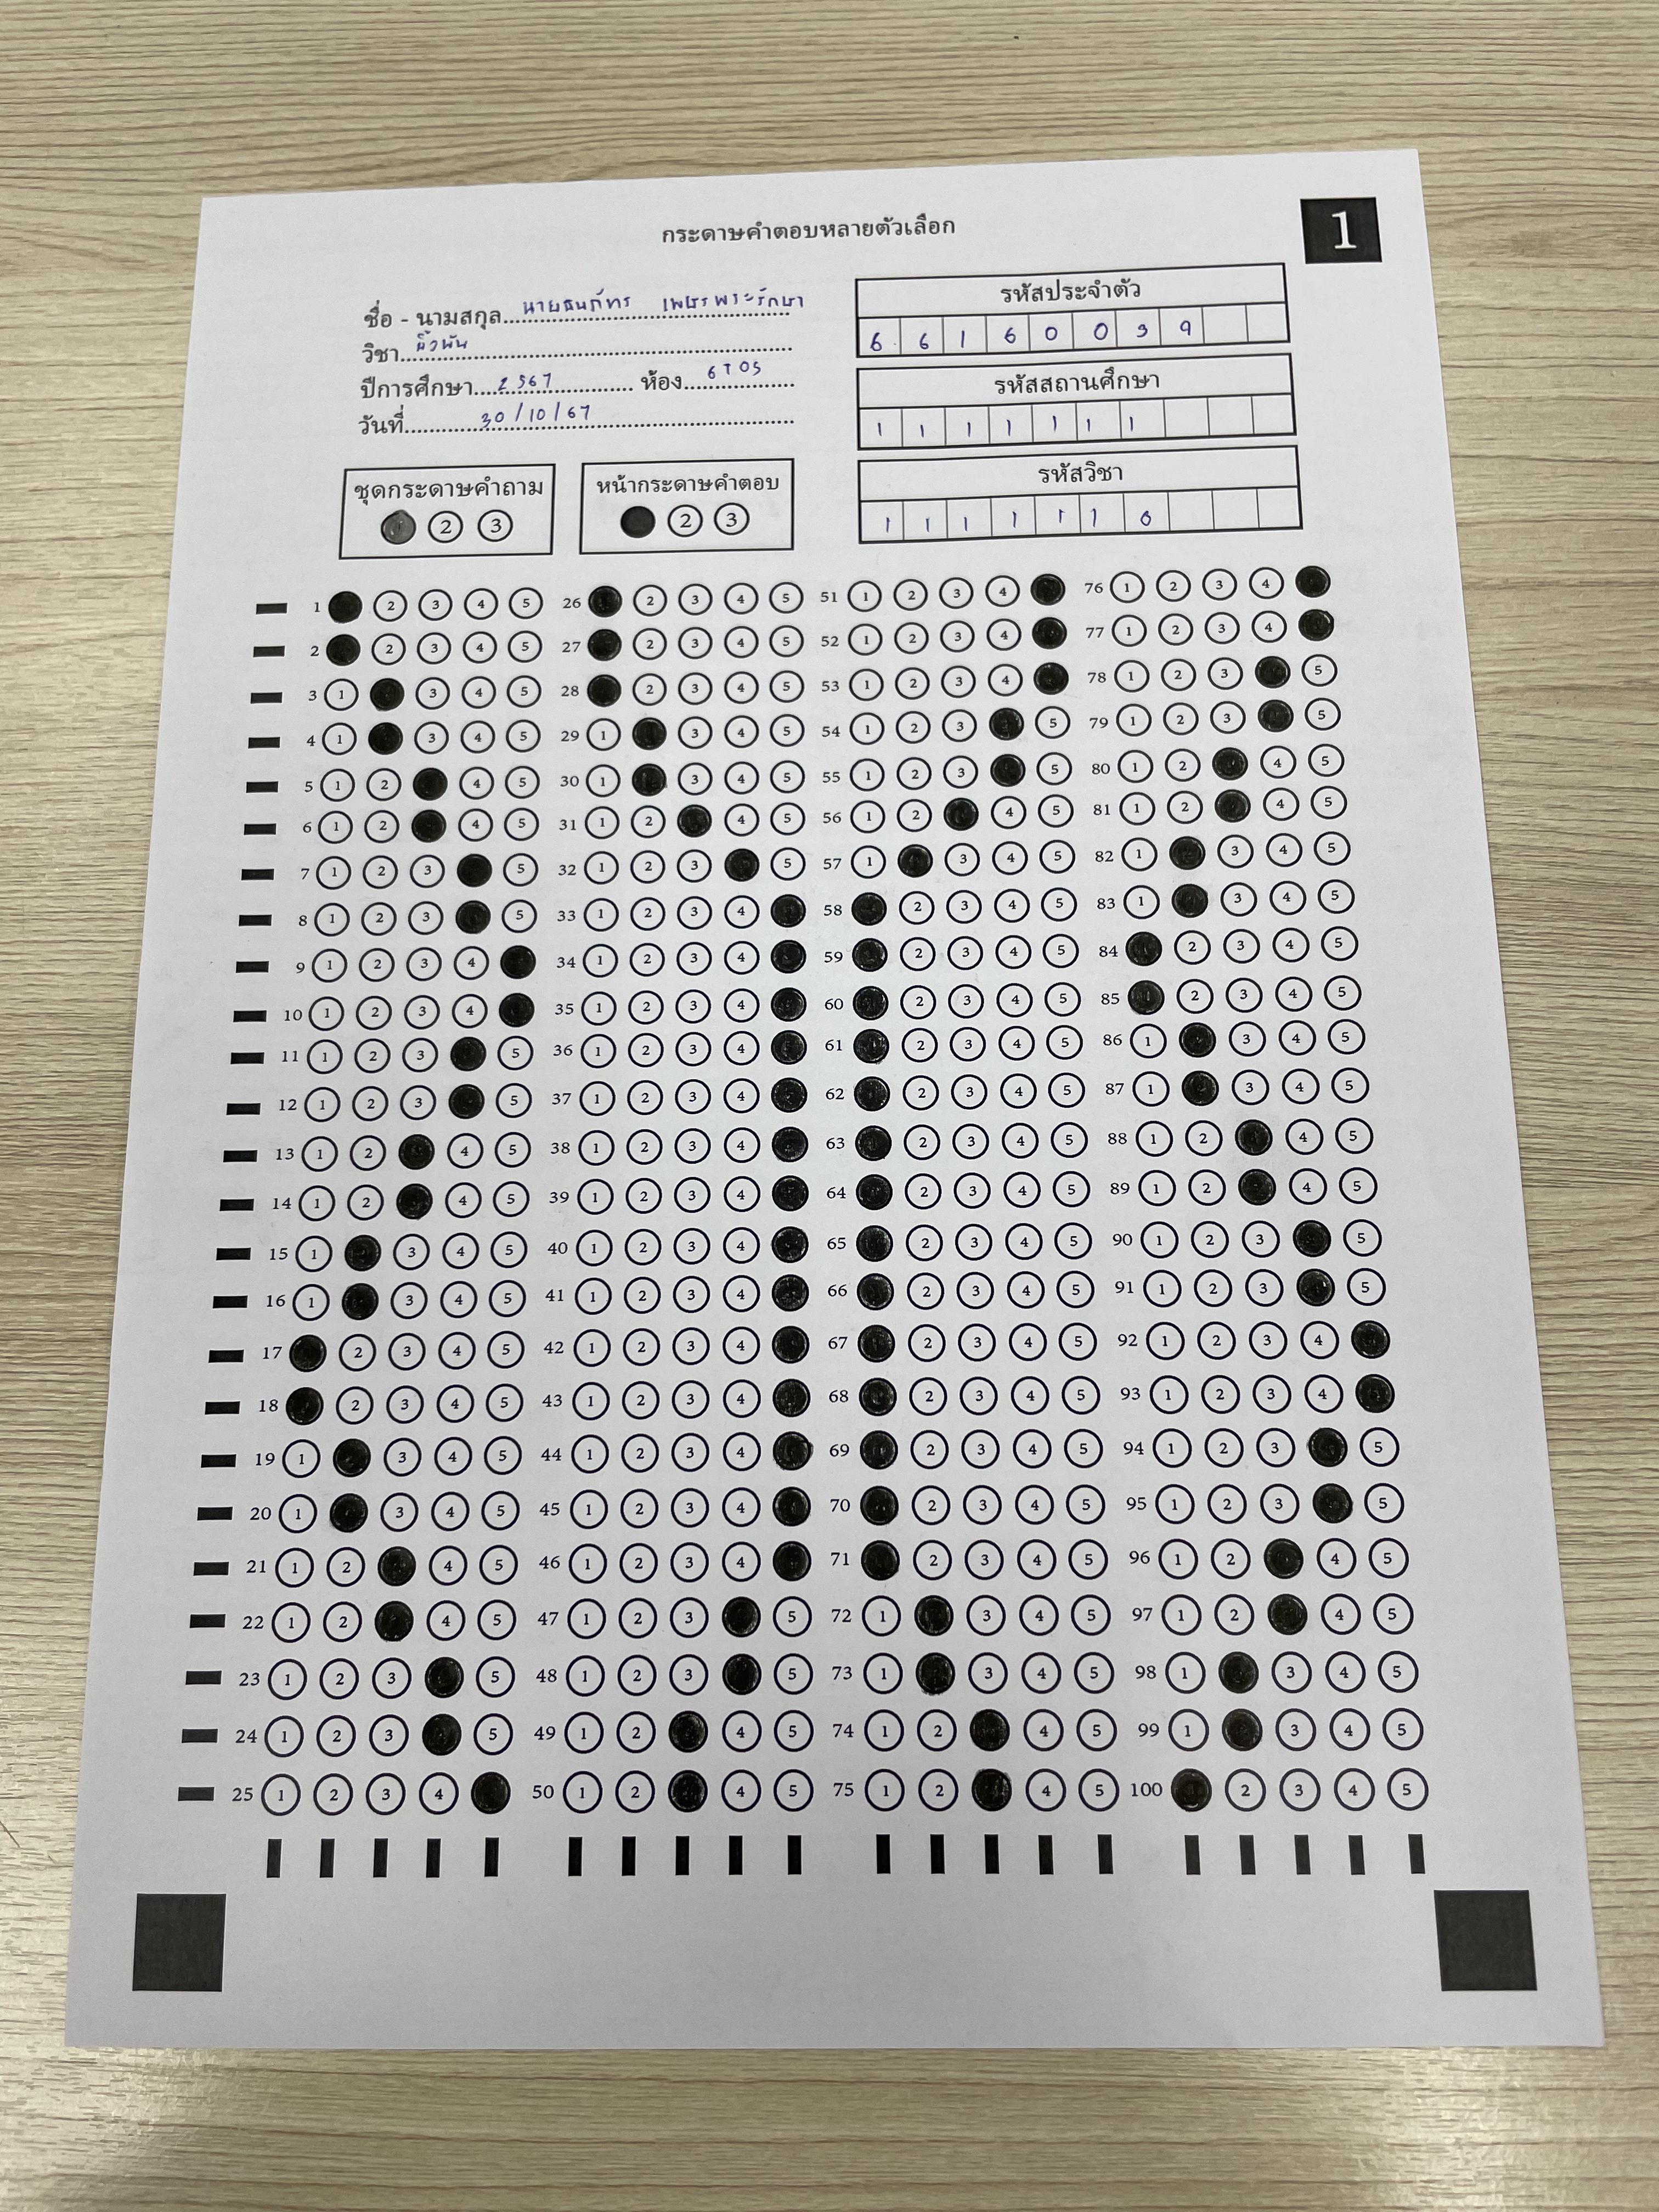 กระดาษคำตอบหลายตัวเลือก
1
ชื่อ - นามสกุล นายธนภัทร เพชรพระรักษา
วิชา
ปีการศึกษา 2567 ห้อง 6T05
วันที่ 30/10/67
รหัสประจำตัว
6 6 1 6 0 0 3 9
รหัสสถานศึกษา
1 1 1 1 1 1 1
รหัสวิชา
1 1 1 1 1 1 0
ชุดกระดาษคำถาม
1 2 3
หน้ากระดาษคำตอบ
2 3
1 2 3 4 5 26 2 3 4 5 51 1 2 3 4 76 1 2 3 4
2 2 3 4 5 27 2 3 4 5 52 1 2 3 4 77 1 2 3 4
3 1 3 4 5 28 2 3 4 5 53 1 2 3 4 78 1 2 3 5
4 1 3 4 5 29 1 3 4 5 54 1 2 3 5 79 1 2 3 5
5 1 2 4 5 30 1 3 4 5 55 1 2 3 5 80 1 2 4 5
6 1 2 4 5 31 1 2 4 5 56 1 2 4 5 81 1 2 4 5
7 1 2 3 5 32 1 2 3 5 57 1 3 4 5 82 1 3 4 5
8 1 2 3 5 33 1 2 3 4 58 2 3 4 5 83 1 3 4 5
9 1 2 3 4 34 1 2 3 4 59 2 3 4 5 84 2 3 4 5
10 1 2 3 4 35 1 2 3 4 60 2 3 4 5 85 2 3 4 5
11 1 2 3 5 36 1 2 3 4 61 2 3 4 5 86 1 3 4 5
12 1 2 3 5 37 1 2 3 4 62 2 3 4 5 87 1 3 4 5
13 1 2 4 5 38 1 2 3 4 63 2 3 4 5 88 1 2 4 5
14 1 2 4 5 39 1 2 3 4 64 2 3 4 5 89 1 2 4 5
15 1 3 4 5 40 1 2 3 4 65 2 3 4 5 90 1 2 3 5
16 1 3 4 5 41 1 2 3 4 66 2 3 4 5 91 1 2 3 5
17 2 3 4 5 42 1 2 3 4 67 2 3 4 5 92 1 2 3 4
18 2 3 4 5 43 1 2 3 4 68 2 3 4 5 93 1 2 3 4
19 1 3 4 5 44 1 2 3 4 69 2 3 4 5 94 1 2 3 5
20 1 3 4 5 45 1 2 3 4 70 2 3 4 5 95 1 2 3 5
21 1 2 4 5 46 1 2 3 4 71 2 3 4 5 96 1 2 4 5
22 1 2 4 5 47 1 2 3 5 72 1 3 4 5 97 1 2 4 5
23 1 2 3 5 48 1 2 3 5 73 1 3 4 5 98 1 3 4 5
24 1 2 3 5 49 1 2 4 5 74 1 2 4 5 99 1 3 4 5
25 1 2 3 4 50 1 2 4 5 75 1 2 4 5 100 2 3 4 5